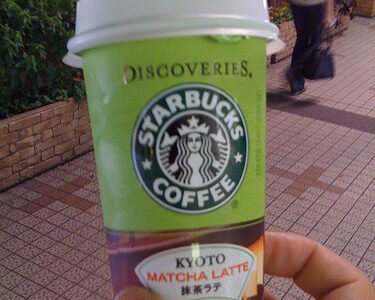 DISCOVERIES®
STARBUCKS
COFFEE®
KYOTO
MATCHA LATTE
抹茶ラテ